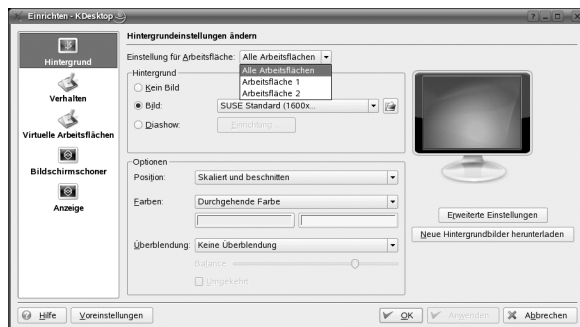 Einrichten - KDesktop
Hintergrund
Verhalten
Virtuelle Arbeitsflächen
Bildschirmschoner
Anzeige
Hintergrundeinstellungen ändern
Einstellung für Arbeitsfläche: Alle Arbeitsflächen
Alle Arbeitsflächen
Arbeitsfläche 1
Arbeitsfläche 2
Hintergrund
Kein Bild
Bild: SUSE Standard (1600x...
Diashow: Einrichtung...
Optionen
Position: Skaliert und beschnitten
Farben: Durchgehende Farbe
Überblendung: Keine Überblendung
Balance:
Umgekehrt
Erweiterte Einstellungen
Neue Hintergrundbilder herunterladen
Hilfe Voreinstellungen OK Anwenden Abbrechen